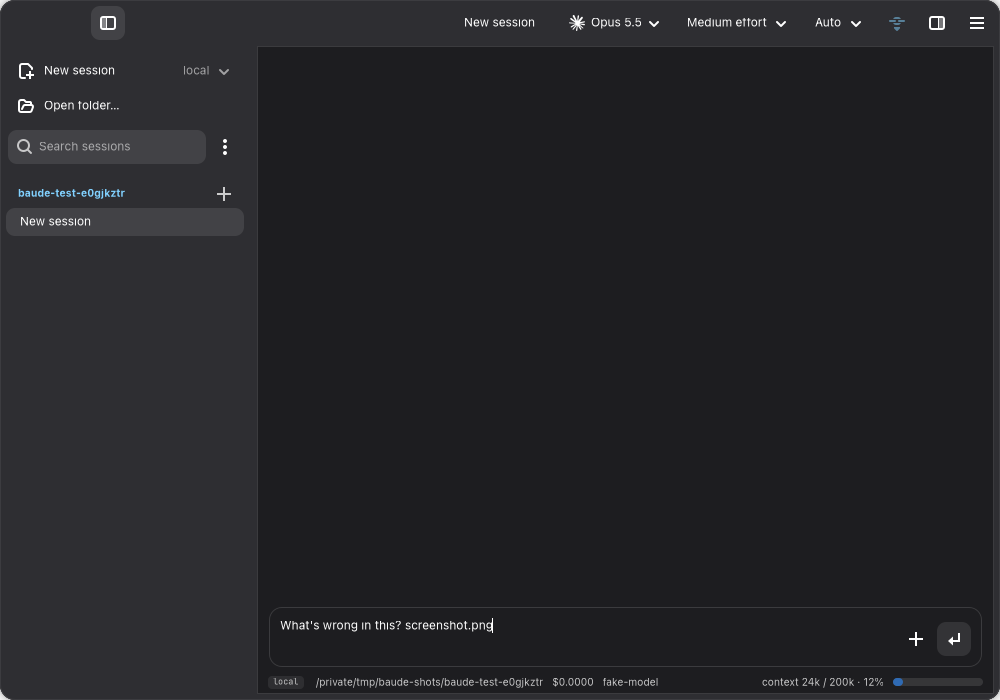 New session
Opus 5.5
Medium effort
Auto
New session
local
Open folder...
Search sessions
baude-test-e0gjkztr
New session
What's wrong in this? screenshot.png
local /private/tmp/baude-shots/baude-test-e0gjkztr $0.0000 fake-model context 24k / 200k · 12%